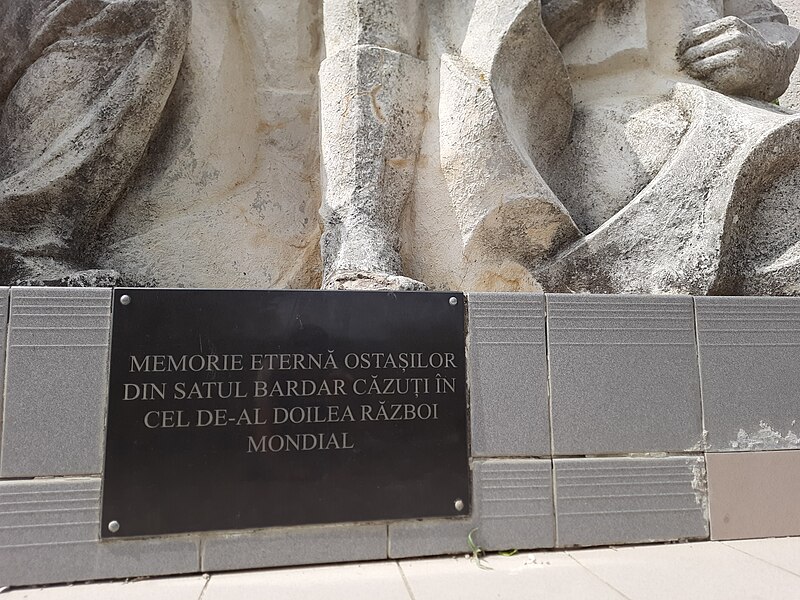 MEMORIE ETERNĂ OSTAȘILOR
DIN SATUL BARDAR CĂZUȚI ÎN
CEL DE-AL DOILEA RĂZBOI
MONDIAL